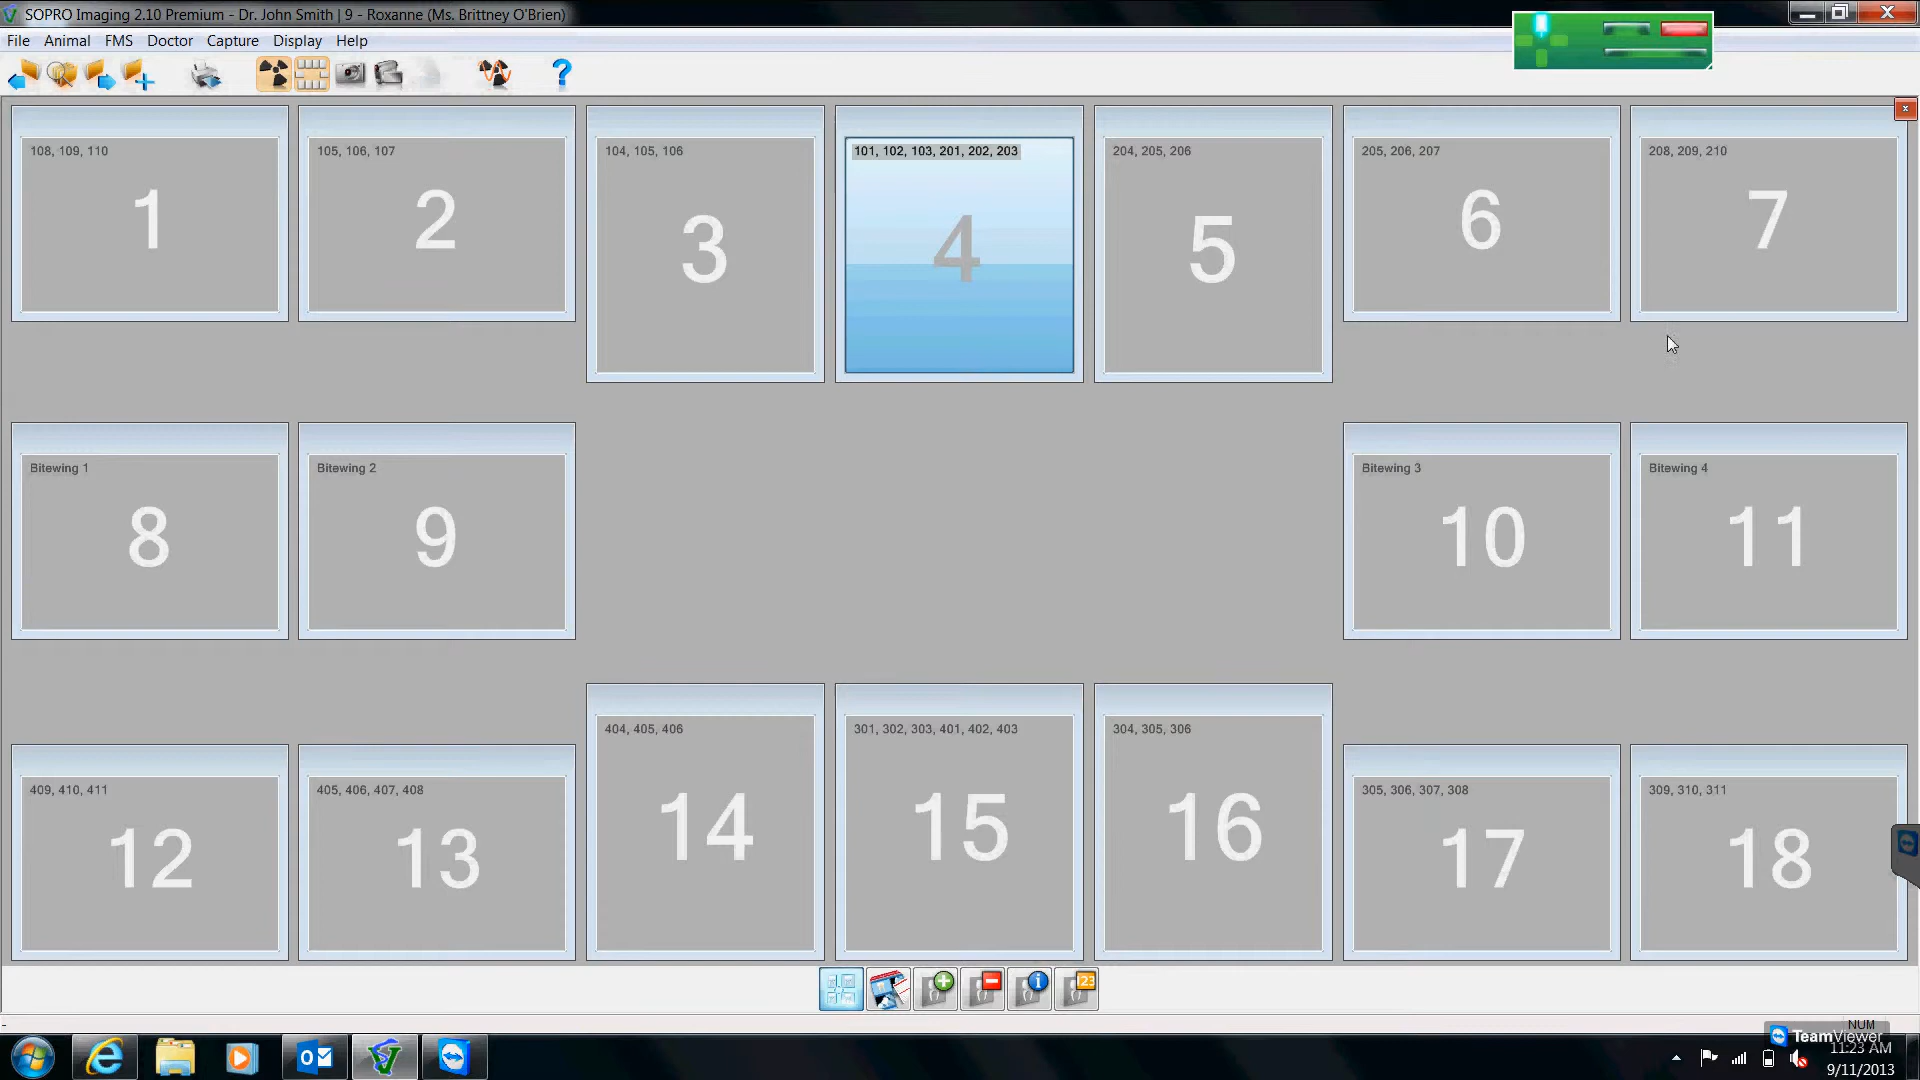 SOPRO Imaging 2.10 Premium - Dr. John Smith | 9 - Roxanne (Ms. Brittney O'Brien)
File Animal FMS Doctor Capture Display Help
108, 109, 110
1
105, 106, 107
2
104, 105, 106
3
101, 102, 103, 201, 202, 203
4
204, 205, 206
5
205, 206, 207
6
208, 209, 210
7
Bitewing 1
8
Bitewing 2
9
Bitewing 3
10
Bitewing 4
11
409, 410, 411
12
405, 406, 407, 408
13
404, 405, 406
14
301, 302, 303, 401, 402, 403
15
304, 305, 306
16
305, 306, 307, 308
17
309, 310, 311
18
123
NUM
TeamViewer
11:23 AM
9/11/2013